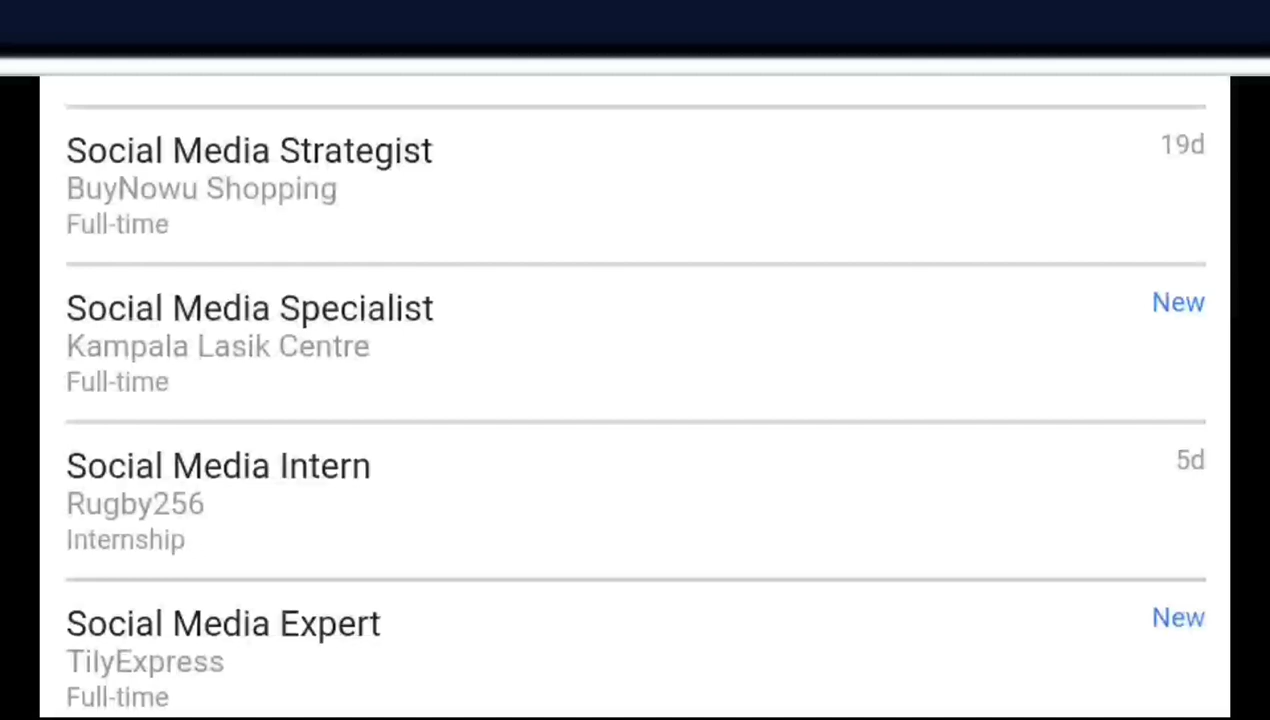 Social Media Strategist
19d
BuyNowu Shopping
Full-time
Social Media Specialist
New
Kampala Lasik Centre
Full-time
Social Media Intern
5d
Rugby256
Internship
Social Media Expert
New
TilyExpress
Full-time